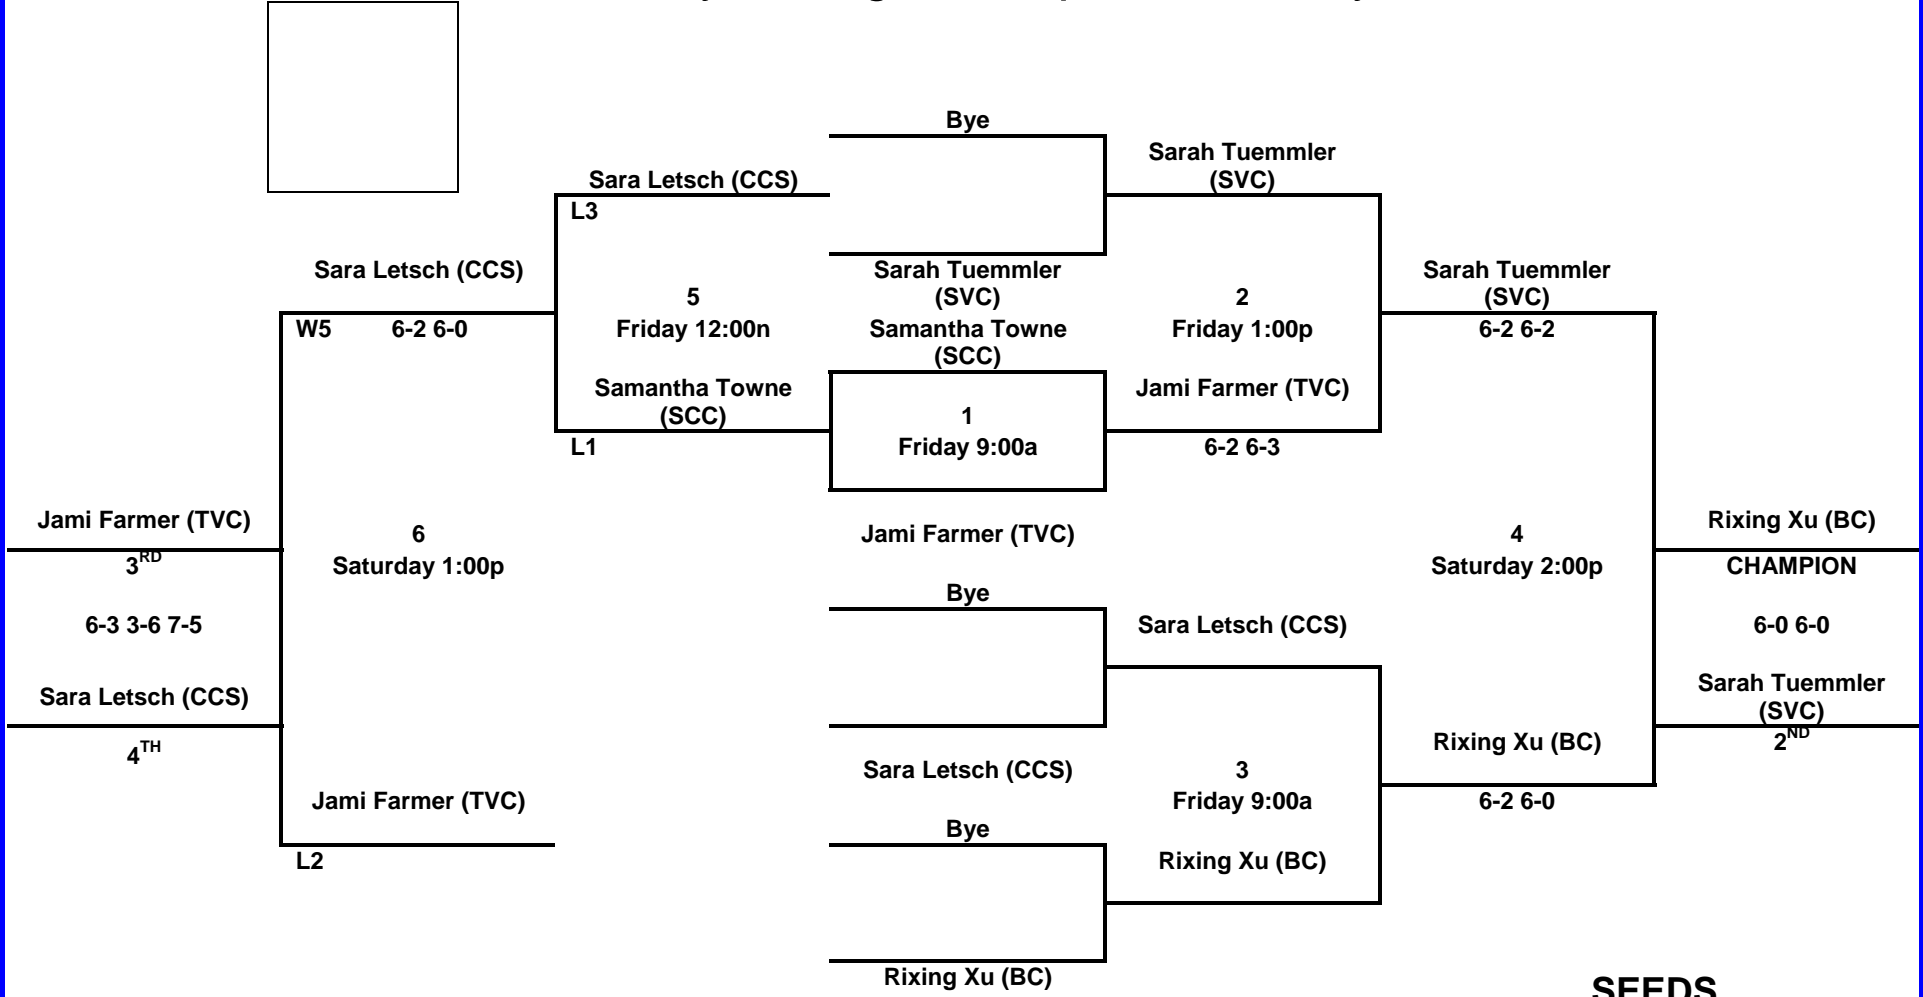 Bye
Sarah Tuemmler
(SVC)
Sara Letsch (CCS)
L3
Sara Letsch (CCS)
Sarah Tuemmler
(SVC)
Sarah Tuemmler
(SVC)
5
2
W5 6-2 6-0
Friday 12:00n
Samantha Towne
(SCC)
Friday 1:00p
6-2 6-2
Samantha Towne
(SCC)
Jami Farmer (TVC)
1
L1
Friday 9:00a
6-2 6-3
Jami Farmer (TVC)
3RD
6
Saturday 1:00p
Jami Farmer (TVC)
4
Saturday 2:00p
Rixing Xu (BC)
CHAMPION
Bye
6-3 3-6 7-5
Sara Letsch (CCS)
6-0 6-0
Sara Letsch (CCS)
4TH
Sarah Tuemmler
(SVC)
2ND
Rixing Xu (BC)
Sara Letsch (CCS)
3
Jami Farmer (TVC)
Friday 9:00a
6-2 6-0
Bye
L2
Rixing Xu (BC)
Rixing Xu (BC)
SEEDS